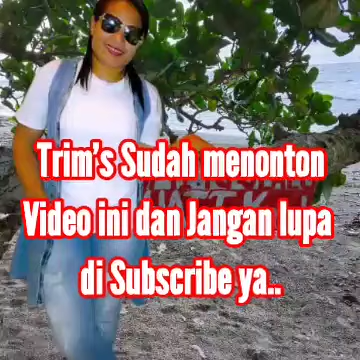 Trim's Sudah menonton
Video ini dan Jangan lupa
di Subscribe ya..